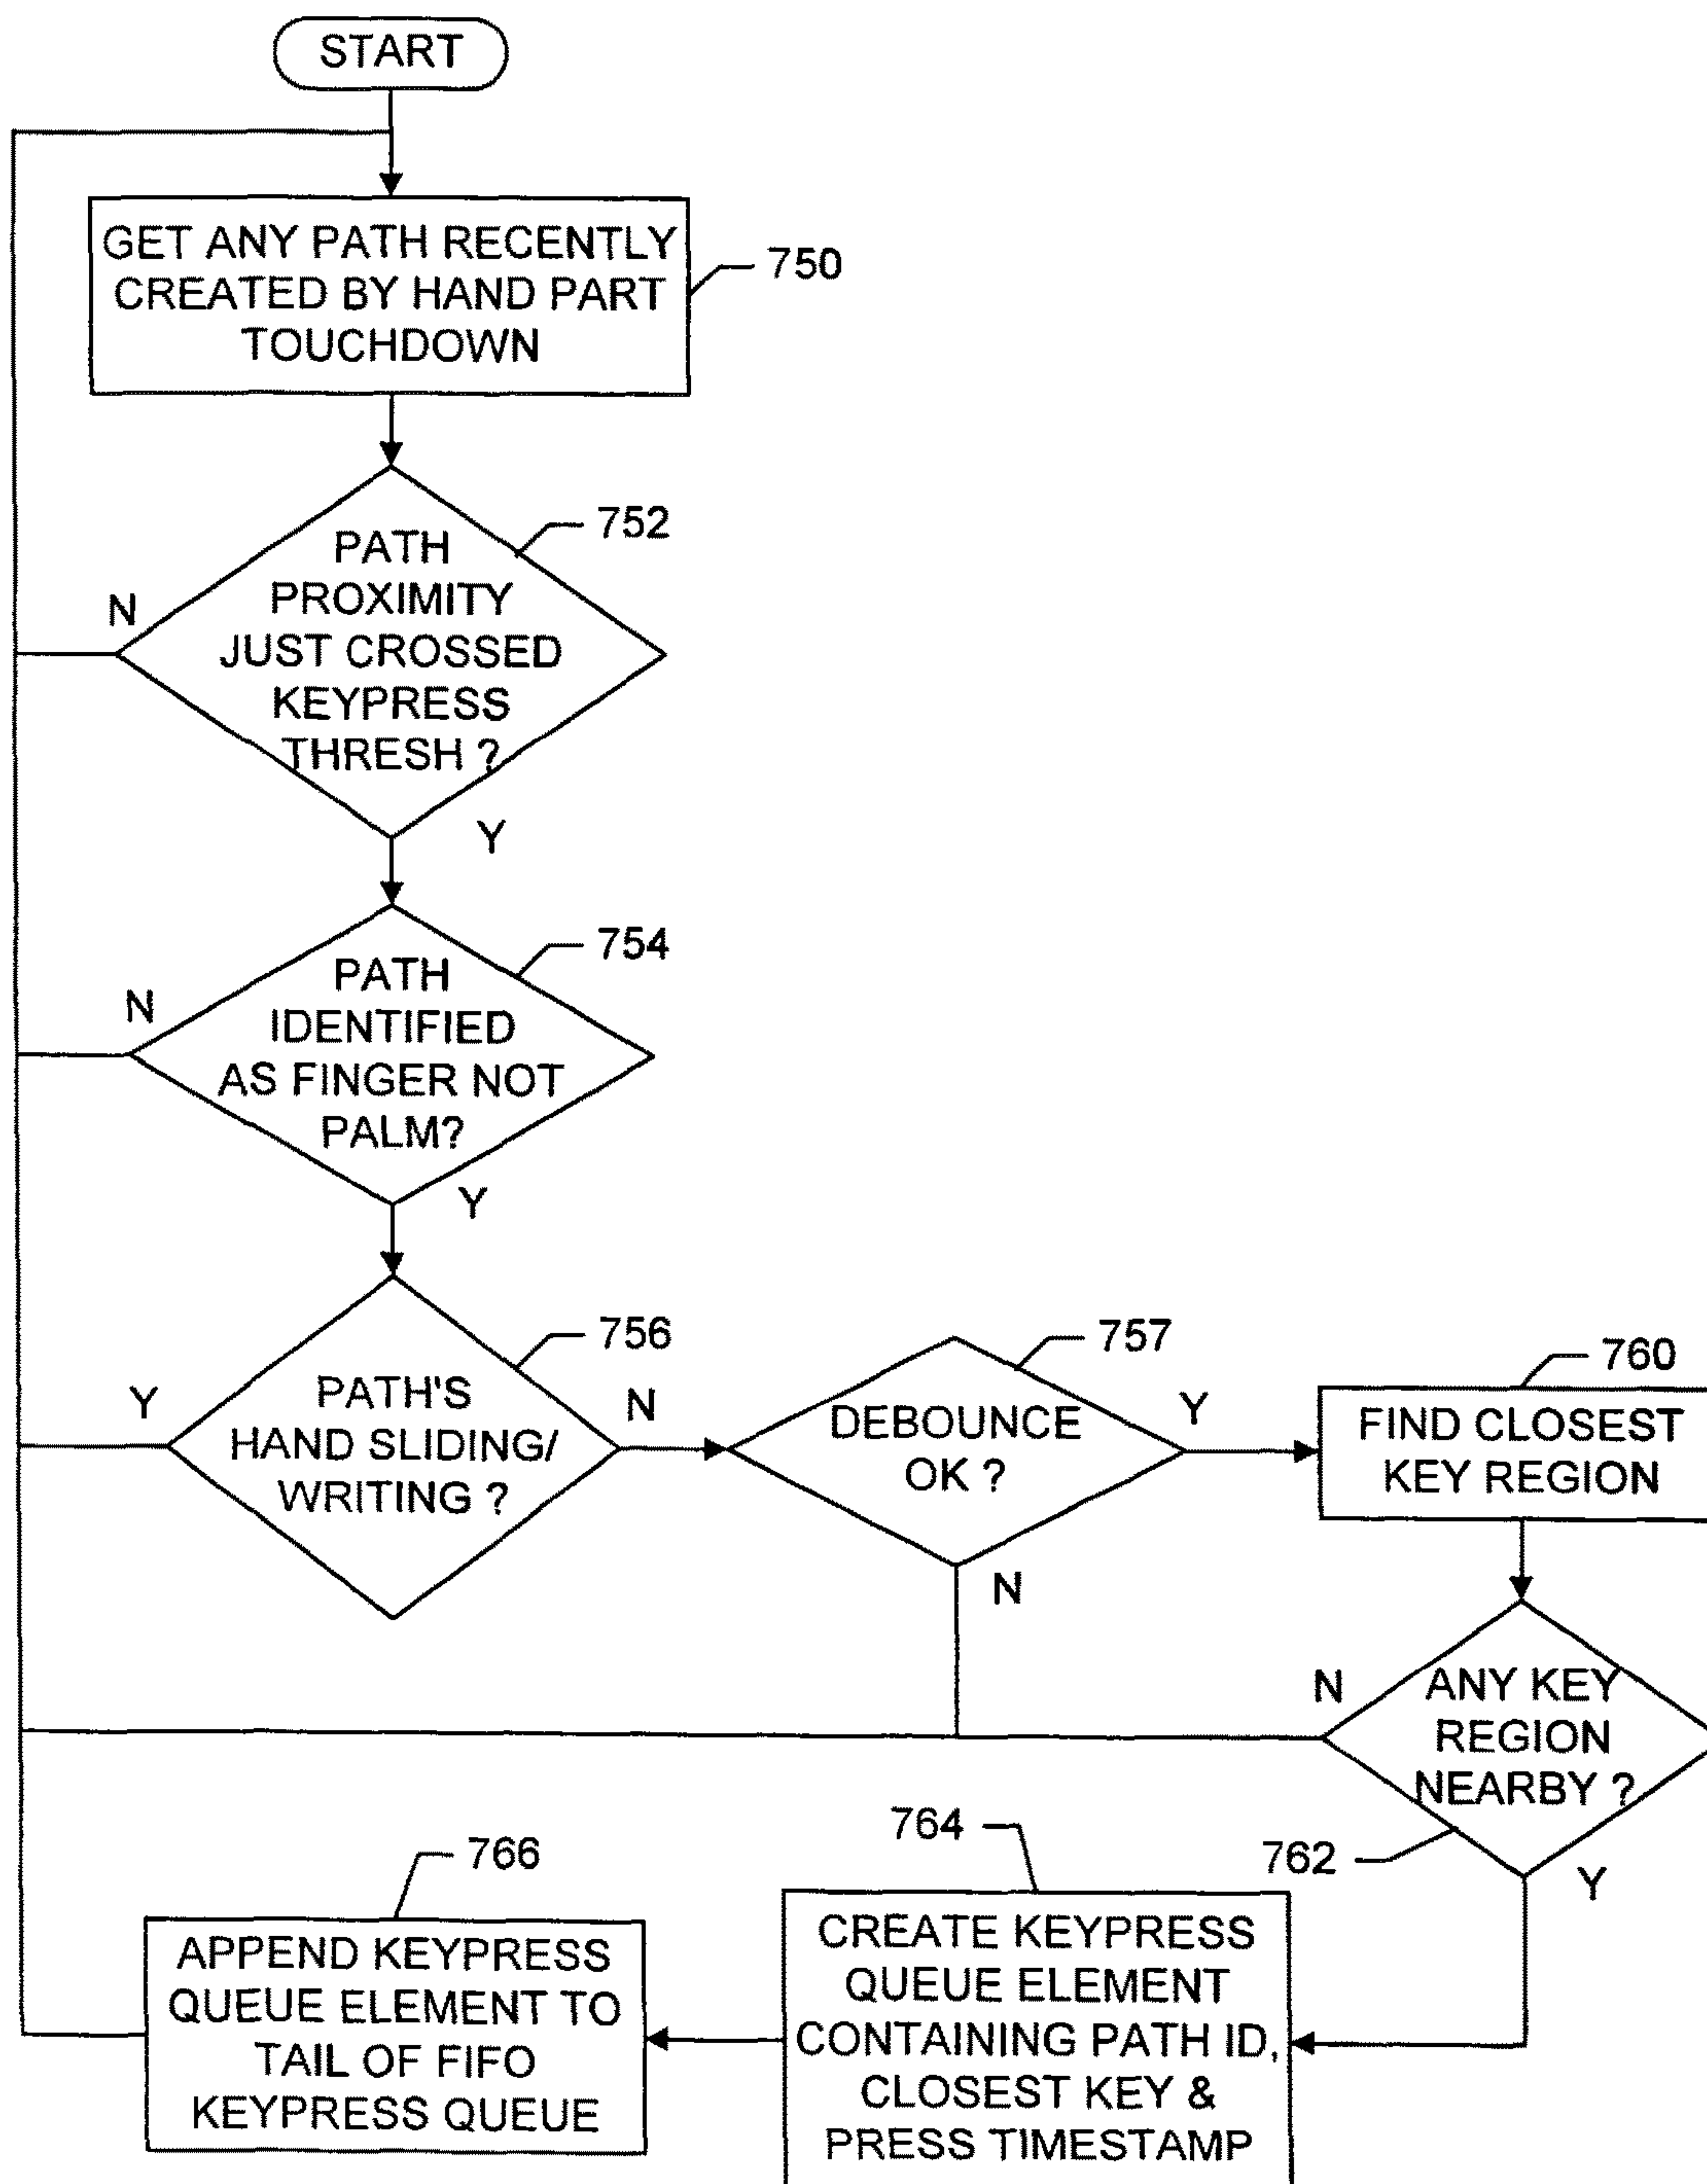 START
GET ANY PATH RECENTLY
CREATED BY HAND PART
TOUCHDOWN
750
752
PATH
PROXIMITY
JUST CROSSED
KEYPRESS
THRESH ?
N
Y
754
PATH
IDENTIFIED
AS FINGER NOT
PALM?
N
Y
756
PATH'S
HAND SLIDING/
WRITING ?
Y
N
757
DEBOUNCE
OK ?
Y
N
760
FIND CLOSEST
KEY REGION
ANY KEY
REGION
NEARBY ?
N
762
Y
764
CREATE KEYPRESS
QUEUE ELEMENT
CONTAINING PATH ID,
CLOSEST KEY &
PRESS TIMESTAMP
766
APPEND KEYPRESS
QUEUE ELEMENT TO
TAIL OF FIFO
KEYPRESS QUEUE